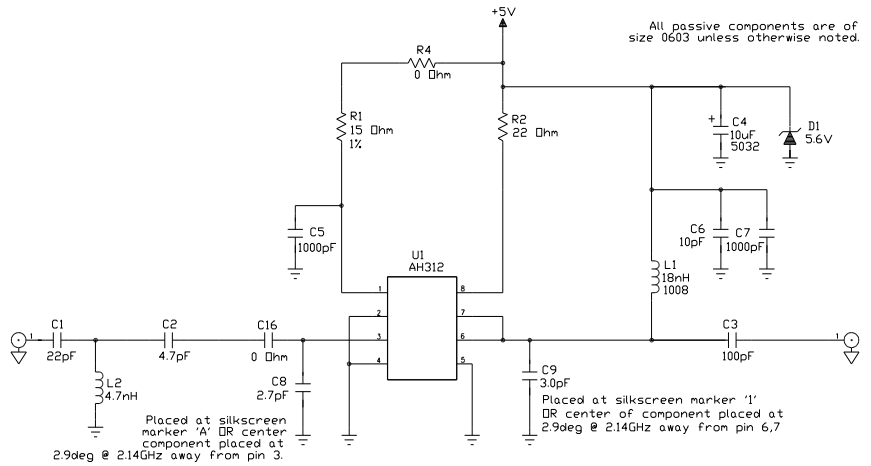 +5V
All passive components are of
size 0603 unless otherwise noted.
R4
0 Ohm
R1
15 Ohm
1%
R2
22 Ohm
+
C4
10uF
5032
D1
5.6V
C5
1000pF
C6
10pF
C7
1000pF
U1
AH312
L1
18nH
1008
1
2
3
4
8
7
6
5
1
C1
22pF
C2
4.7pF
C16
0 Ohm
C3
100pF
1
L2
4.7nH
C8
2.7pF
C9
3.0pF
Placed at silkscreen
marker 'A' OR center
component placed at
2.9deg @ 2.14GHz away from pin 3.
Placed at silkscreen marker '1'
OR center of component placed at
2.9deg @ 2.14GHz away from pin 6,7